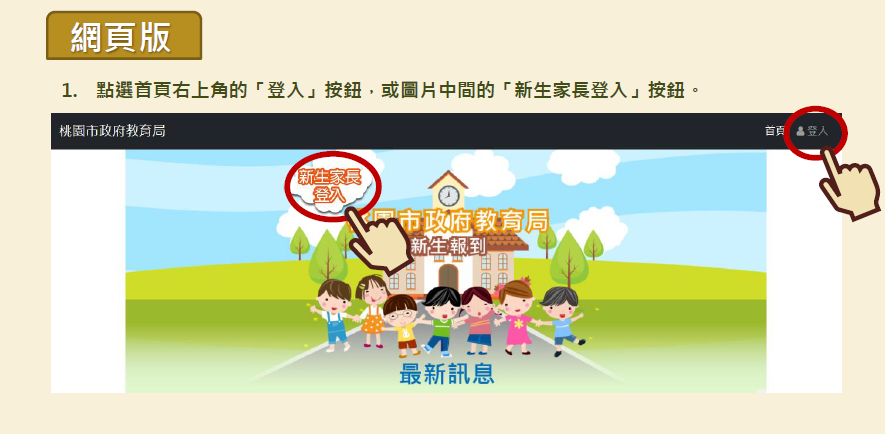 網頁版
1. 點選首頁右上角的「登入」按鈕，或圖片中間的「新生家長登入」按鈕。
桃園市政府教育局 首頁 登入
新生家長
登入
桃園市政府教育局
新生報到
最新訊息